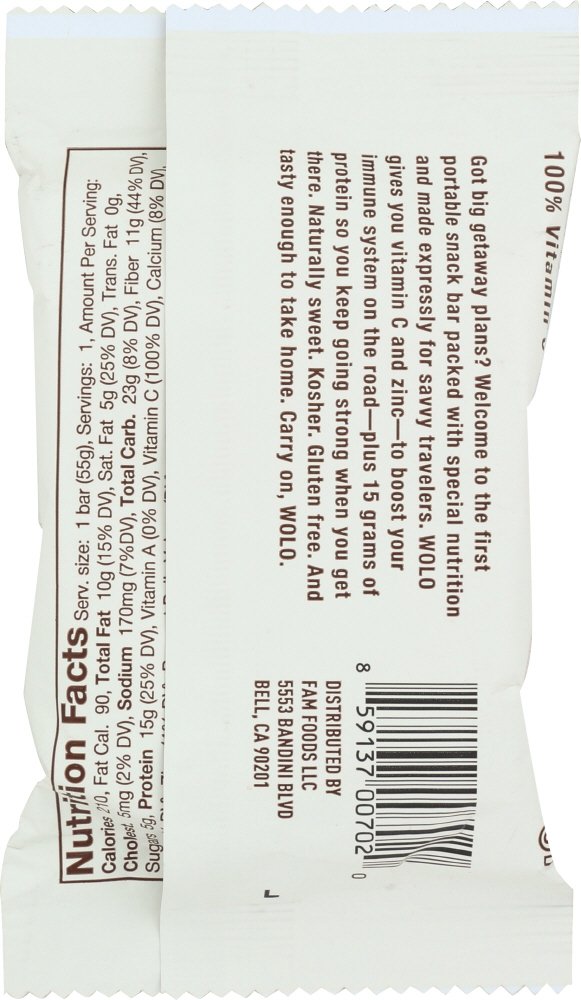 100% Vitamin
Got big getaway plans? Welcome to the first
portable snack bar packed with special nutrition
and made expressly for savvy travelers. WOLO
gives you vitamin C and zinc—to boost your
immune system on the road—plus 15 grams of
protein so you keep going strong when you get
there. Naturally sweet. Kosher. Gluten free. And
tasty enough to take home. Carry on, WOLO.
8 59137 00702 0
DISTRIBUTED BY
FAM FOODS LLC
5553 BANDINI BLVD
BELL, CA 90201
Nutrition Facts Serv. size: 1 bar (55g), Servings: 1, Amount Per Serving:
Calories 210, Fat Cal. 90, Total Fat 10g (15% DV), Sat. Fat 5g (25% DV), Trans. Fat 0g,
Cholest 5mg (2% DV), Sodium 170mg (7%DV), Total Carb. 23g (8% DV), Fiber 11g (44% DV),
Sugars 5g, Protein 15g (25% DV), Vitamin A (0% DV), Vitamin C (100% DV), Calcium (8% DV),